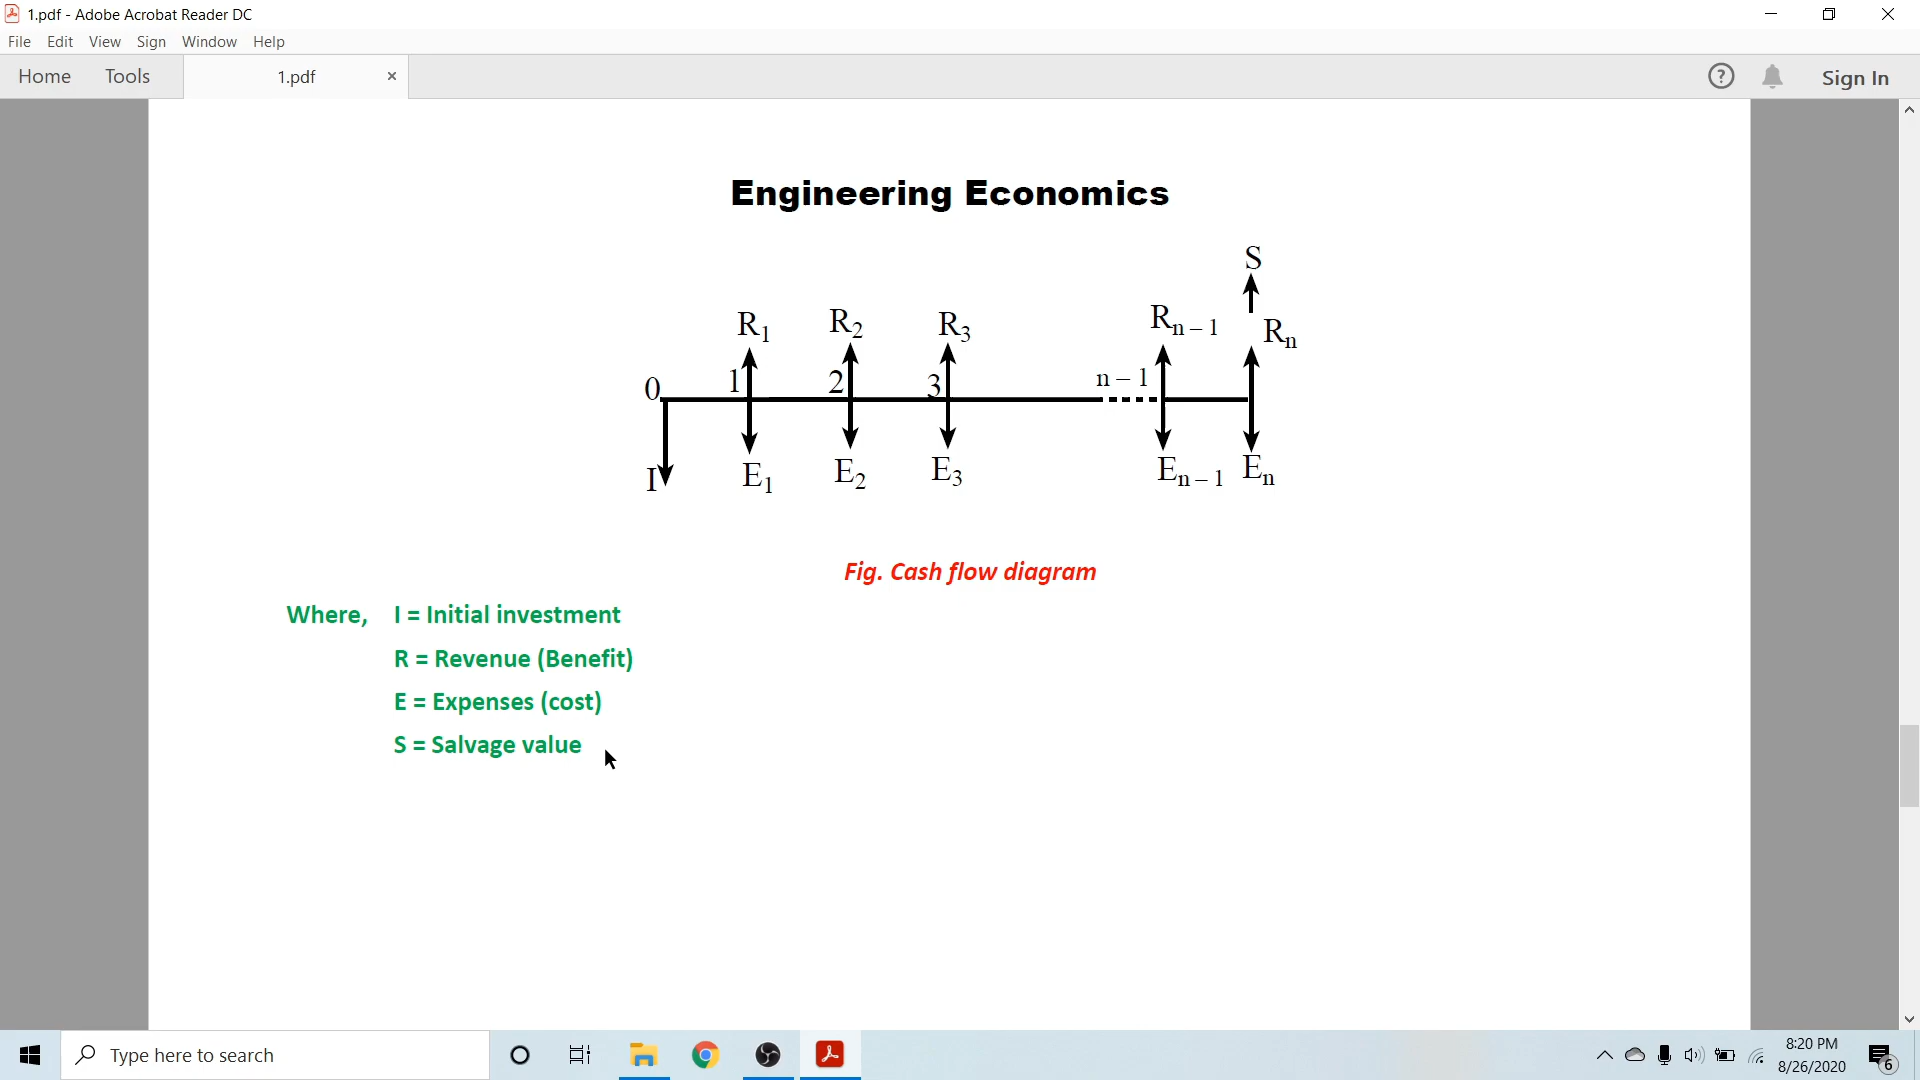 1.pdf - Adobe Acrobat Reader DC
File Edit View Sign Window Help
Home Tools 1.pdf × ? Sign In
Engineering Economics
S
R₁ R₂ R₃ Rₙ₋₁ Rₙ
0 1 2 3 n – 1
I E₁ E₂ E₃ Eₙ₋₁ Eₙ
Fig. Cash flow diagram
Where, I = Initial investment
R = Revenue (Benefit)
E = Expenses (cost)
S = Salvage value
Type here to search
8:20 PM
8/26/2020
6